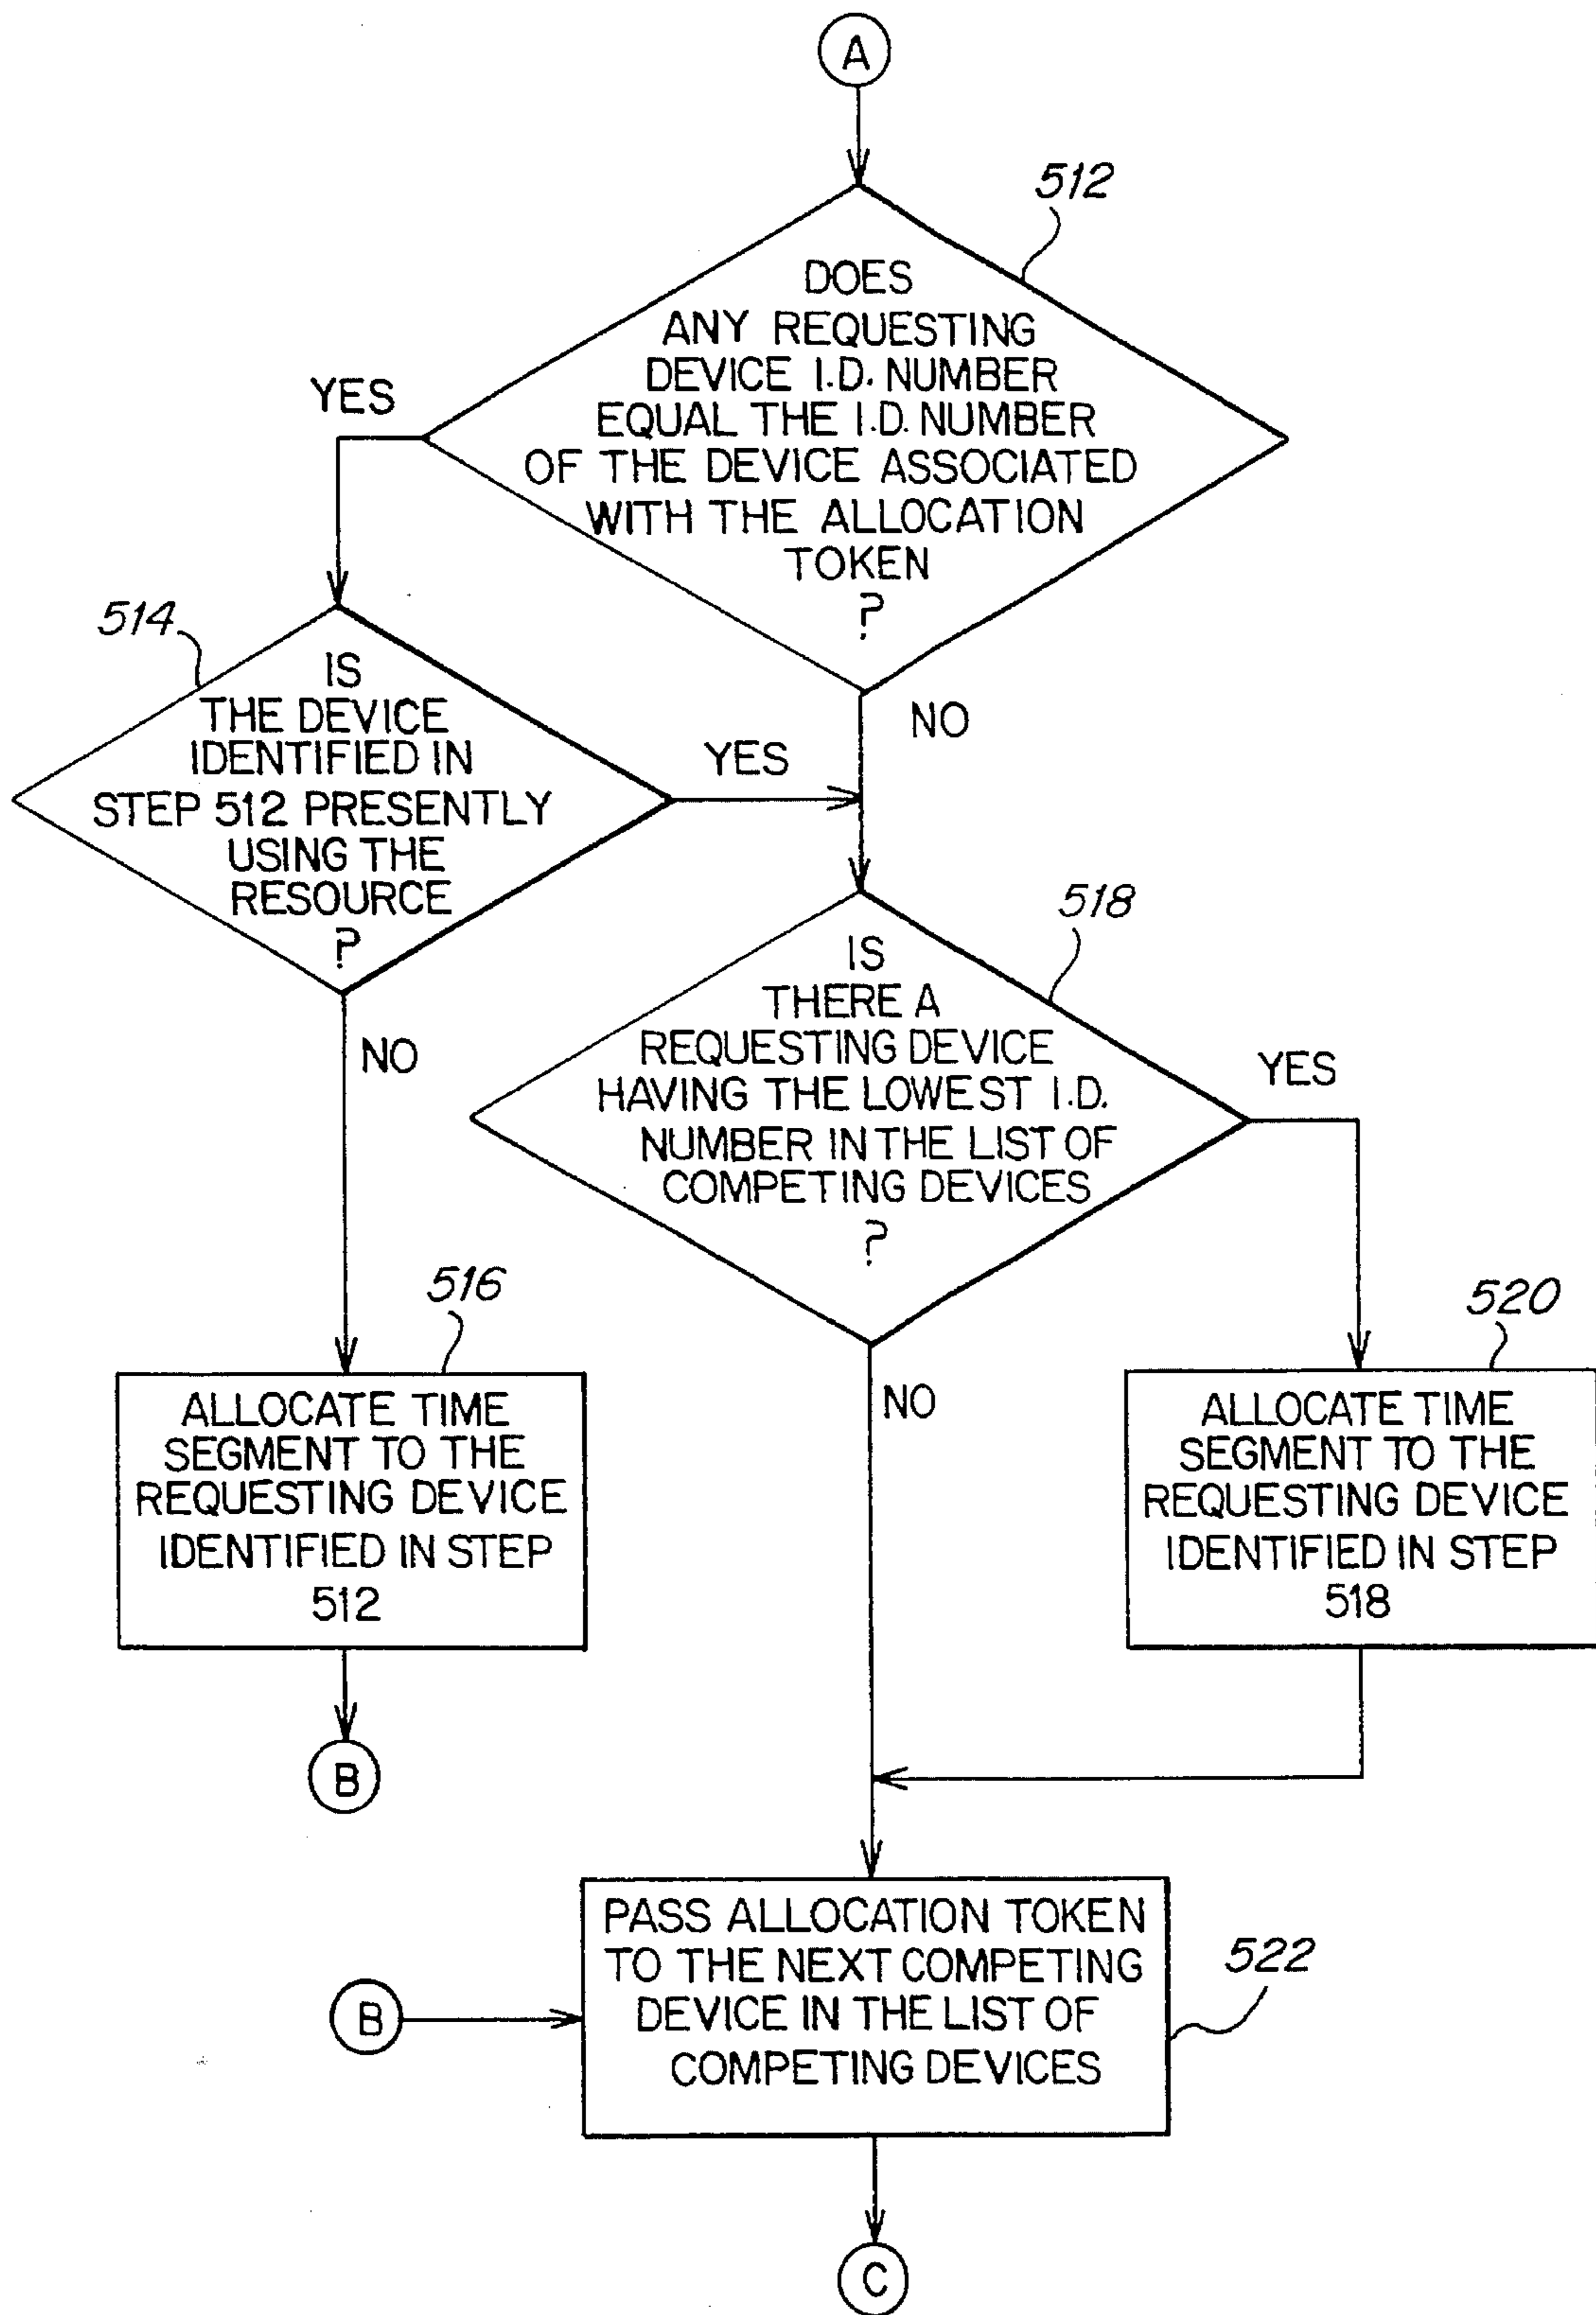 A
512
DOES
ANY REQUESTING
DEVICE I.D. NUMBER
EQUAL THE I.D. NUMBER
OF THE DEVICE ASSOCIATED
WITH THE ALLOCATION
TOKEN
?
YES
NO
514
IS
THE DEVICE
IDENTIFIED IN
STEP 512 PRESENTLY
USING THE
RESOURCE
?
YES
NO
518
IS
THERE A
REQUESTING DEVICE
HAVING THE LOWEST I.D.
NUMBER IN THE LIST OF
COMPETING DEVICES
?
YES
NO
516
ALLOCATE TIME
SEGMENT TO THE
REQUESTING DEVICE
IDENTIFIED IN STEP
512
B
520
ALLOCATE TIME
SEGMENT TO THE
REQUESTING DEVICE
IDENTIFIED IN STEP
518
B
522
PASS ALLOCATION TOKEN
TO THE NEXT COMPETING
DEVICE IN THE LIST OF
COMPETING DEVICES
C